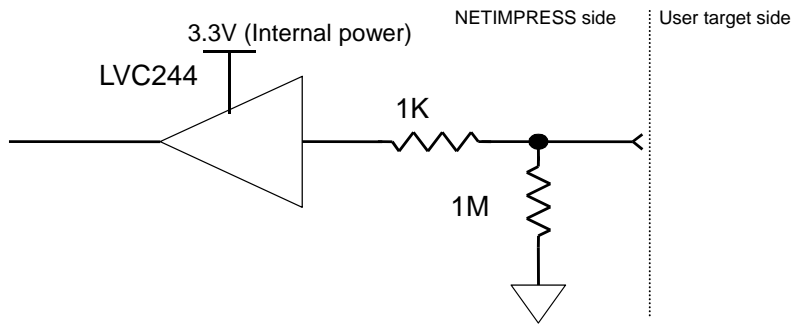 NETIMPRESS side
User target side
3.3V (Internal power)
LVC244
1K
1M